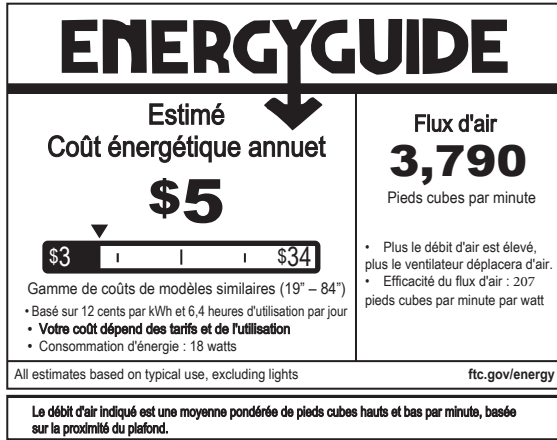 ENERGYGUIDE
Estimé
Coût énergétique annuet
$5
$3
$34
Gamme de coûts de modèles similaires (19” – 84”)
• Basé sur 12 cents par kWh et 6,4 heures d'utilisation par jour
• Votre coût dépend des tarifs et de l'utilisation
• Consommation d'énergie : 18 watts
Flux d'air
3,790
Pieds cubes par minute
• Plus le débit d'air est élevé,
plus le ventilateur déplacera d'air.
• Efficacité du flux d'air : 207
pieds cubes par minute par watt
All estimates based on typical use, excluding lights
ftc.gov/energy
Le débit d'air indiqué est une moyenne pondérée de pieds cubes hauts et bas par minute, basée
sur la proximité du plafond.